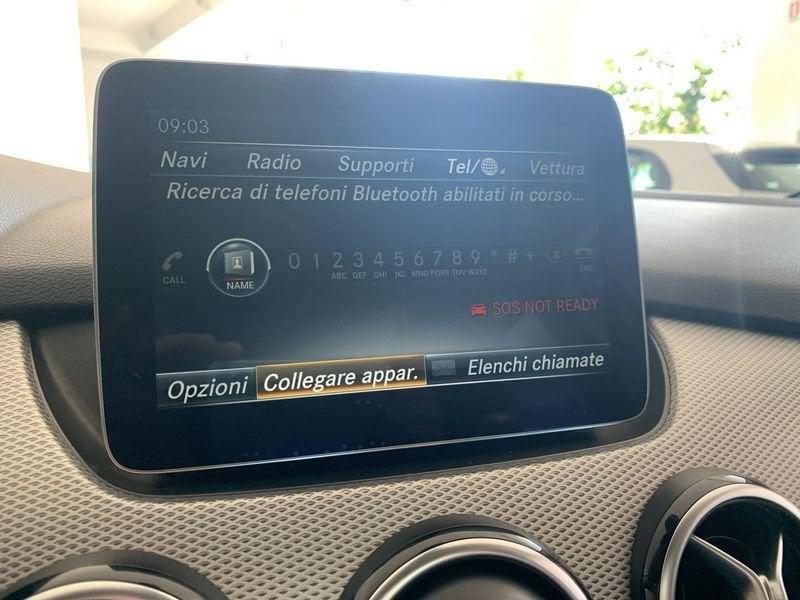 09:03
Navi Radio Supporti Tel/ Vettura
Ricerca di telefoni Bluetooth abilitati in corso...
CALL NAME 0 1 2 3 4 5 6 7 8 9 * # + END
ABC DEF GHI JKL MNO PQRS TUV WXYZ
SOS NOT READY
Opzioni Collegare appar. Elenchi chiamate